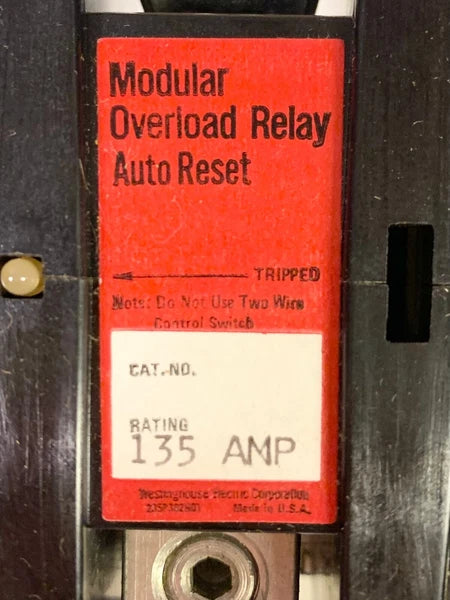 Modular
Overload Relay
Auto Reset
TRIPPED
Note: Do Not Use Two Wire
Control Switch
CAT. NO.
RATING
135 AMP
Westinghouse Electric Corporation
Made in U.S.A.